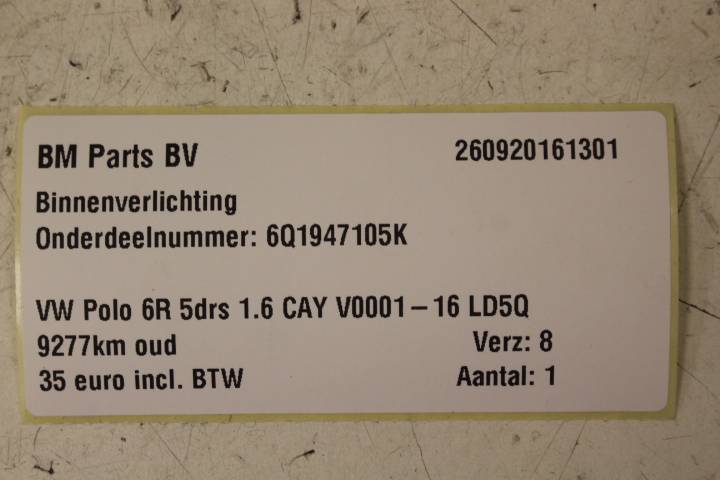 BM Parts BV 260920161301
Binnenverlichting
Onderdeelnummer: 6Q1947105K
VW Polo 6R 5drs 1.6 CAY V0001-16 LD5Q
9277km oud Verz: 8
35 euro incl. BTW Aantal: 1